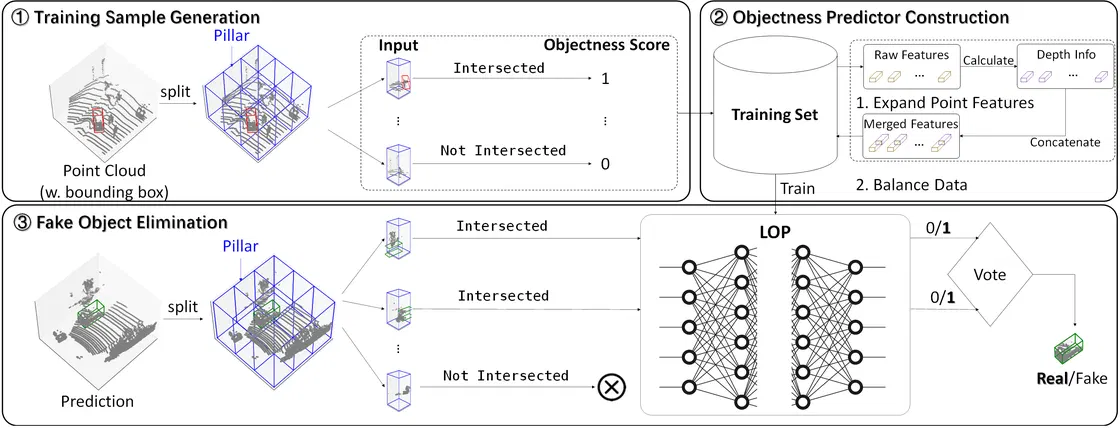 ① Training Sample Generation
Pillar
split
Point Cloud
(w. bounding box)
Input
Objectness Score
Intersected
1
...
...
Not Intersected
0
② Objectness Predictor Construction
Training Set
Raw Features
...
Calculate
Depth Info
...
1. Expand Point Features
Merged Features
...
Concatenate
2. Balance Data
Train
③ Fake Object Elimination
Pillar
split
Prediction
Intersected
Intersected
...
Not Intersected
LOP
0/1
0/1
Vote
Real/Fake